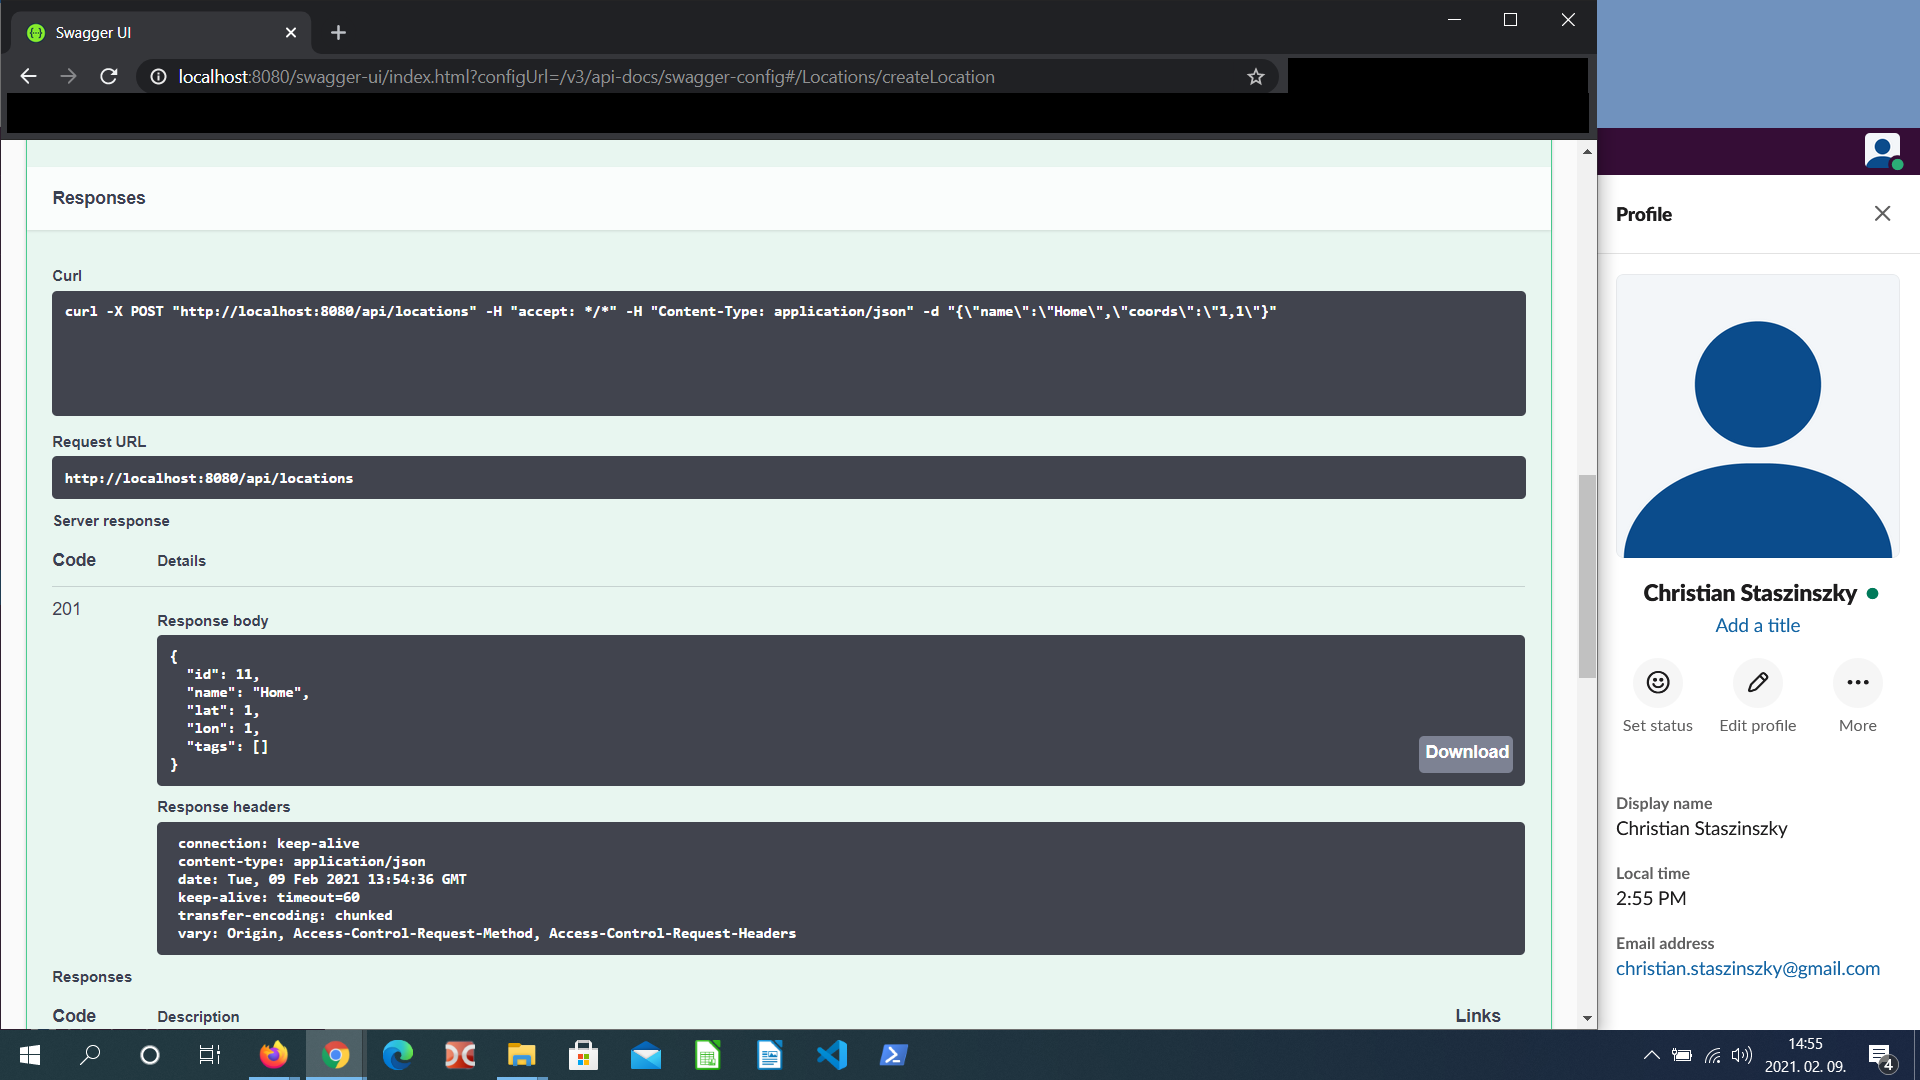 Swagger UI
localhost:8080/swagger-ui/index.html?configUrl=/v3/api-docs/swagger-config#/Locations/createLocation
Responses
Curl
curl -X POST "http://localhost:8080/api/locations" -H "accept: */*" -H "Content-Type: application/json" -d "{\"name\":\"Home\",\"coords\":\"1,1\"}"
Request URL
http://localhost:8080/api/locations
Server response
Code Details
201
Response body
{
"id": 11,
"name": "Home",
"lat": 1,
"lon": 1,
"tags": []
}
Download
Response headers
connection: keep-alive
content-type: application/json
date: Tue, 09 Feb 2021 13:54:36 GMT
keep-alive: timeout=60
transfer-encoding: chunked
vary: Origin, Access-Control-Request-Method, Access-Control-Request-Headers
Responses
Code Description Links
Profile
Christian Staszinszky
Add a title
Set status Edit profile More
Display name
Christian Staszinszky
Local time
2:55 PM
Email address
christian.staszinszky@gmail.com
14:55
2021. 02. 09.
4